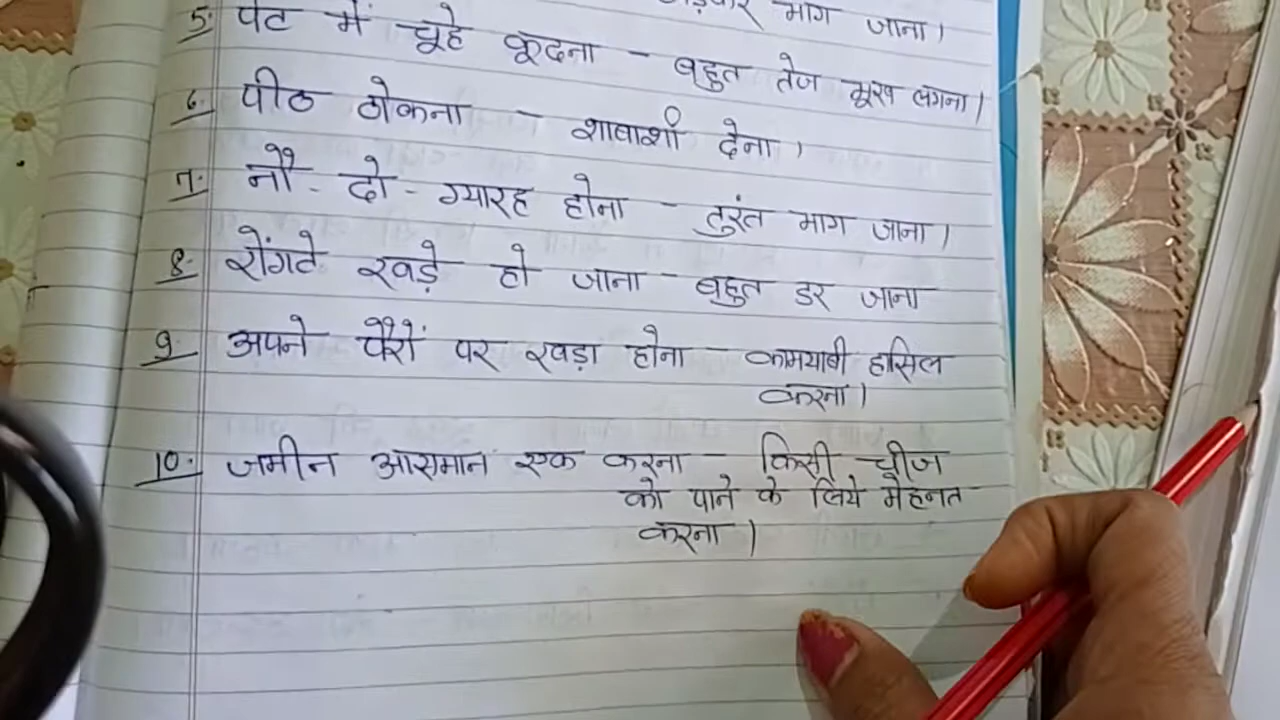 भाग जाना।
5. पेट में चूहे कूदना - बहुत तेज भूख लगना।
6. पीठ ठोकना - शाबाशी देना।
7. नौ - दो - ग्यारह होना - तुरंत भाग जाना।
8. रोंगटे खड़े हो जाना - बहुत डर जाना
9. अपने पैरों पर खड़ा होना - कामयाबी हासिल
करना।
10. जमीन आसमान एक करना - किसी चीज
को पाने के लिये मेहनत
करना।